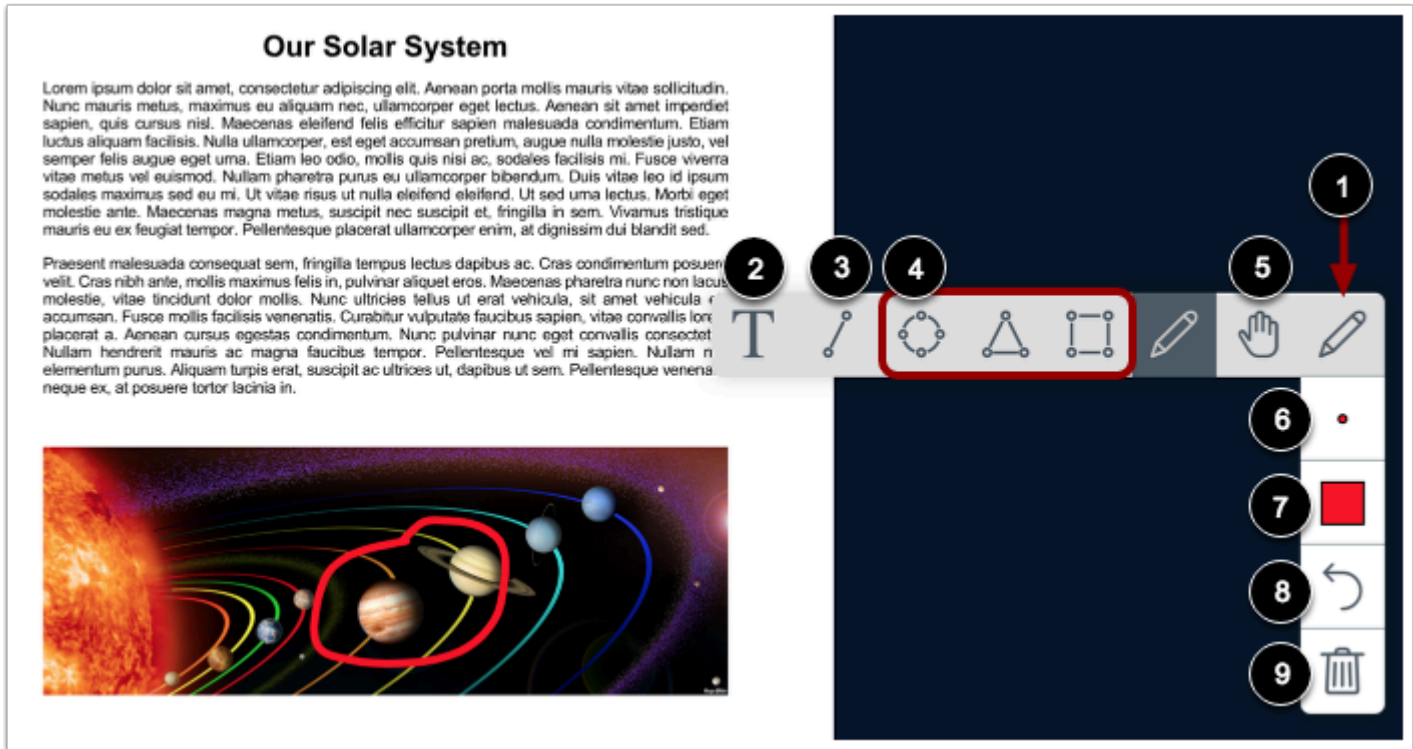 Our Solar System
Lorem ipsum dolor sit amet, consectetur adipiscing elit. Aenean porta mollis mauris vitae sollicitudin.
Nunc mauris metus, maximus eu aliquam nec, ullamcorper eget lectus. Aenean sit amet imperdiet
sapien, quis cursus nisl. Maecenas eleifend felis efficitur sapien malesuada condimentum. Etiam
luctus aliquam facilisis. Nulla ullamcorper, est eget accumsan pretium, augue nulla molestie justo, vel
semper felis augue eget urna. Etiam leo odio, mollis quis nisi ac, sodales facilisis mi. Fusce viverra
vitae metus vel euismod. Nullam pharetra purus eu ullamcorper bibendum. Duis vitae leo id ipsum
sodales maximus sed eu mi. Ut vitae risus ut nulla eleifend eleifend. Ut sed urna lectus. Morbi eget
molestie ante. Maecenas magna metus, suscipit nec suscipit et, fringilla in sem. Vivamus tristique
mauris eu ex feugiat tempor. Pellentesque placerat ullamcorper enim, at dignissim dui blandit sed.
Praesent malesuada consequat sem, fringilla tempus lectus dapibus ac. Cras condimentum posuere
velit. Cras nibh ante, mollis maximus felis in, pulvinar aliquet eros. Maecenas pharetra nunc non lacus
molestie, vitae tincidunt dolor mollis. Nunc ultricies tellus ut erat vehicula, sit amet vehicula
accumsan. Fusce mollis facilisis venenatis. Curabitur vulputate faucibus sapien, vitae convallis
placerat a. Aenean cursus egestas condimentum. Nunc pulvinar nunc eget convallis
Nullam hendrerit mauris ac magna faucibus tempor. Pellentesque vel mi sapien. Nullam
elementum purus. Aliquam turpis erat, suscipit ac ultrices ut, dapibus ut sem. Pellentesque
neque ex, at posuere tortor lacinia in.
1
2 3 4 5
T
6
7
8
9